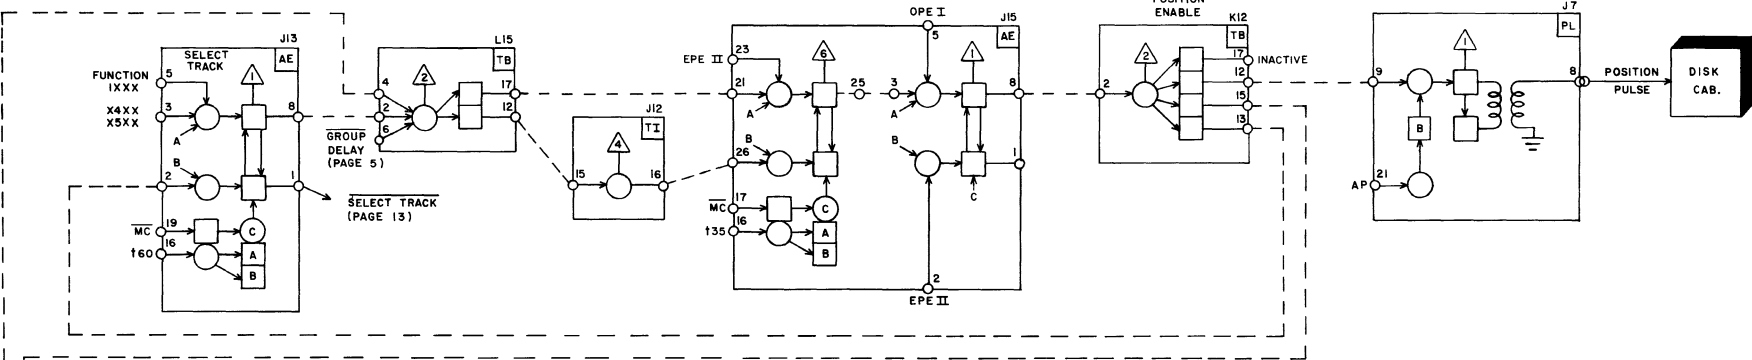 J13
AE
SELECT
TRACK
FUNCTION
1XXX
5
1
X4XX
X5XX
3
A
8
B
2
1
SELECT TRACK
(PAGE 13)
MC
19
C
16
t60
A
B
L15
TB
4
2
2
6
17
12
GROUP
DELAY
(PAGE 5)
J12
TI
4
15
16
OPE I
J15
AE
5
EPE II
23
6
1
21
A
25
3
A
8
B
26
B
1
C
MC
17
C
t35
16
A
B
2
EPE II
ENABLE
K12
TB
2
2
17
INACTIVE
12
15
13
J7
PL
1
9
B
AP
21
8
POSITION
PULSE
DISK
CAB.